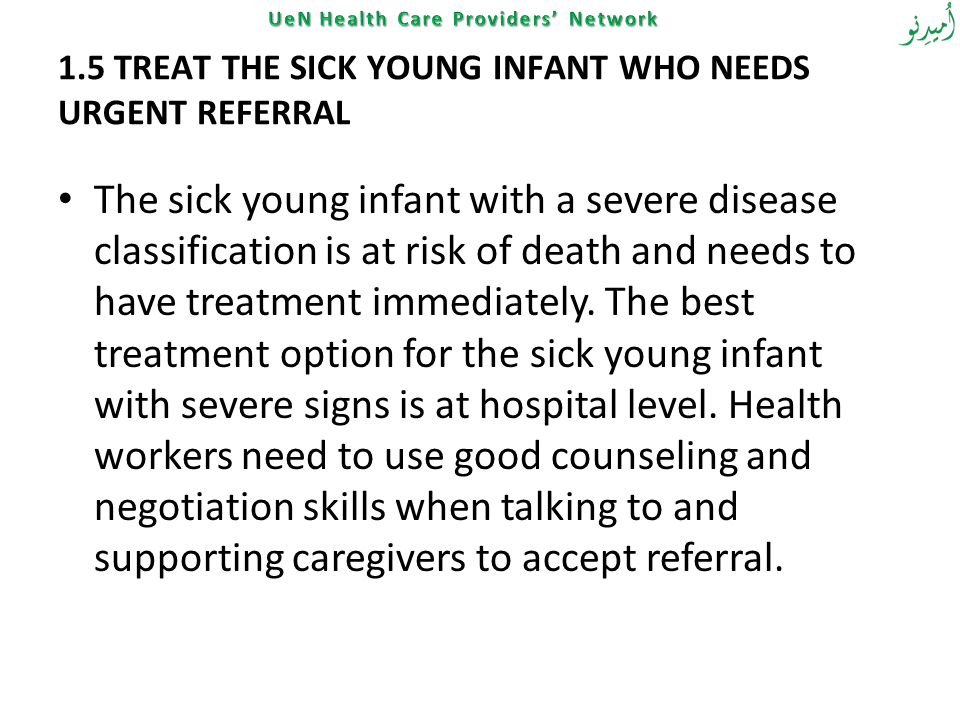 UeN Health Care Providers’ Network
اُمیدِنو
1.5 TREAT THE SICK YOUNG INFANT WHO NEEDS
URGENT REFERRAL
• The sick young infant with a severe disease
classification is at risk of death and needs to
have treatment immediately. The best
treatment option for the sick young infant
with severe signs is at hospital level. Health
workers need to use good counseling and
negotiation skills when talking to and
supporting caregivers to accept referral.